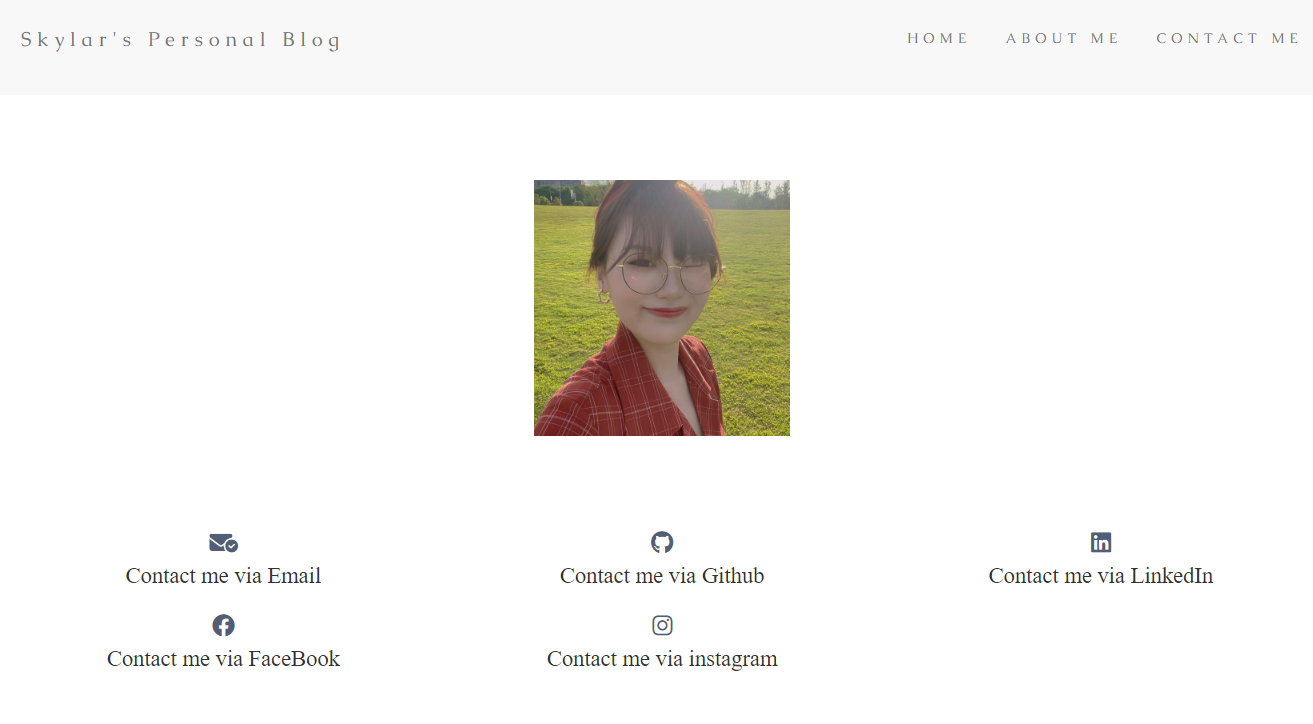 Skylar's Personal Blog
HOME ABOUT ME CONTACT ME
Contact me via Email
Contact me via Github
Contact me via LinkedIn
Contact me via FaceBook
Contact me via instagram